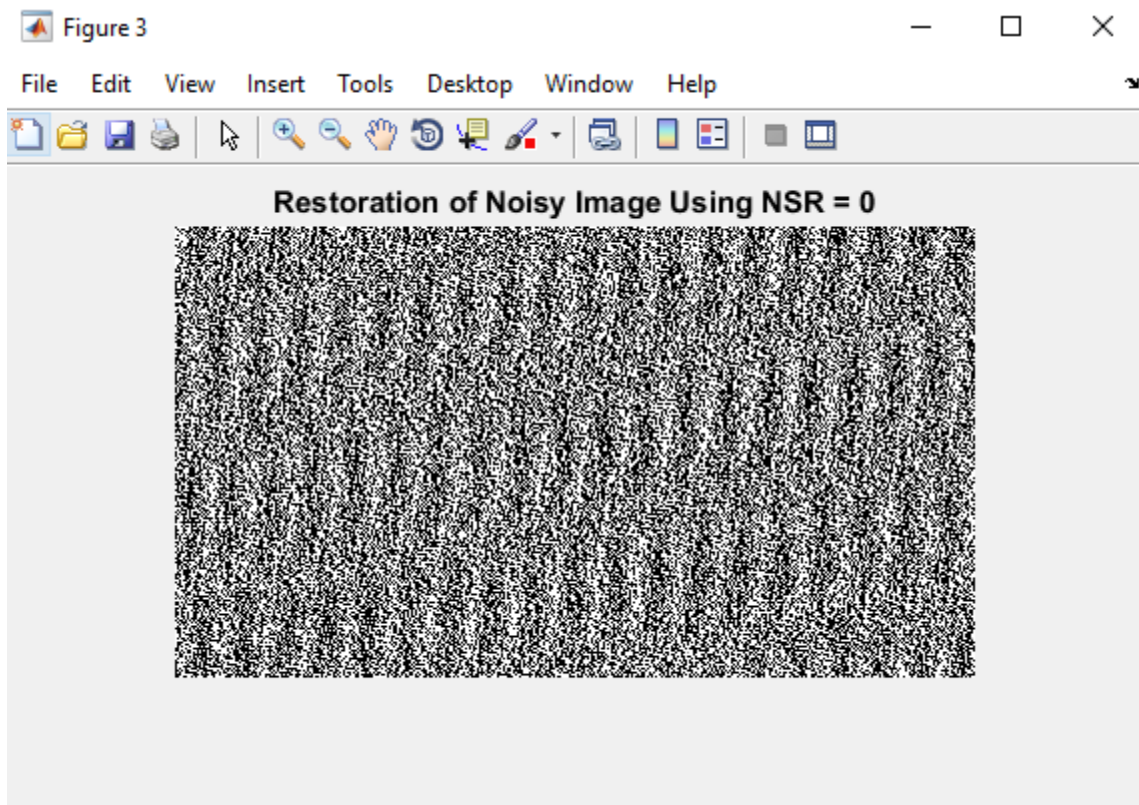 Figure 3
File Edit View Insert Tools Desktop Window Help
Restoration of Noisy Image Using NSR = 0